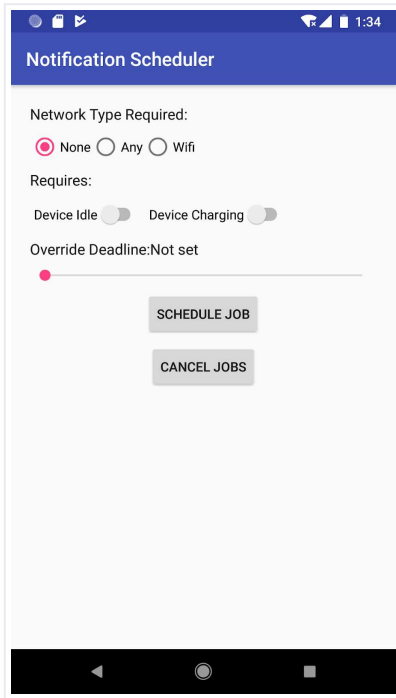 1:34
Notification Scheduler
Network Type Required:
None Any Wifi
Requires:
Device Idle Device Charging
Override Deadline:Not set
SCHEDULE JOB
CANCEL JOBS